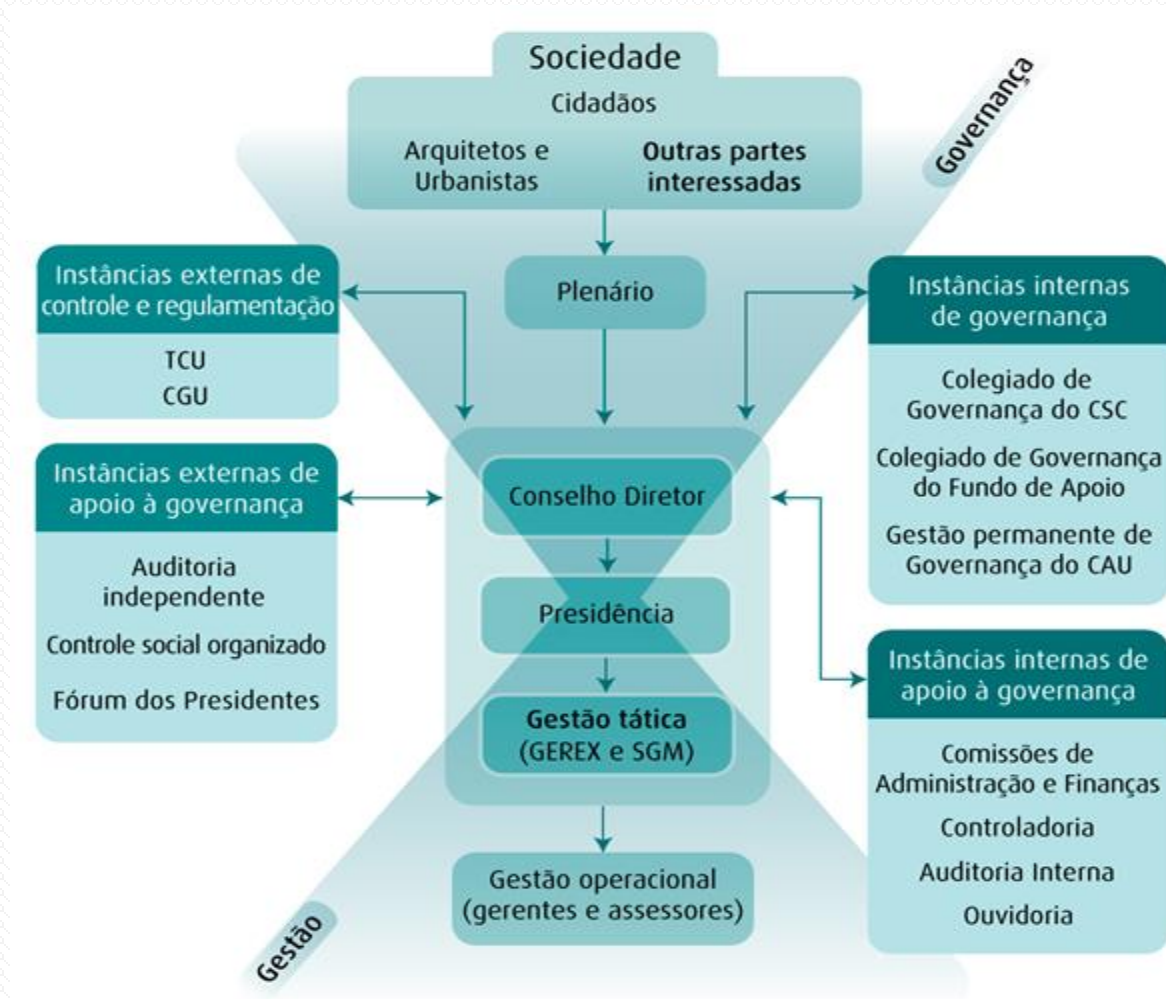 Sociedade
Cidadãos
Arquitetos e
Urbanistas
Outras partes
interessadas
Governança
Plenário
Instâncias externas de
controle e regulamentação
TCU
CGU
Instâncias externas de
apoio à governança
Auditoria
independente
Controle social organizado
Fórum dos Presidentes
Conselho Diretor
Presidência
Gestão tática
(GEREX e SGM)
Gestão operacional
(gerentes e assessores)
Gestão
Instâncias internas
de governança
Colegiado de
Governança do CSC
Colegiado de Governança
do Fundo de Apoio
Gestão permanente de
Governança do CAU
Instâncias internas de
apoio à governança
Comissões de
Administração e Finanças
Controladoria
Auditoria Interna
Ouvidoria